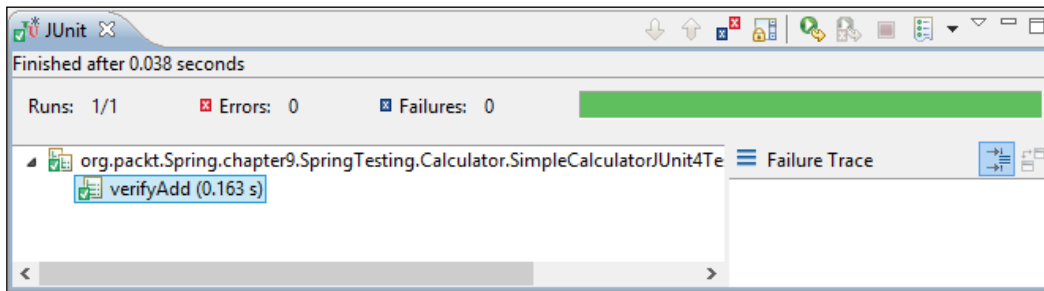 JUnit
Finished after 0.038 seconds
Runs: 1/1 Errors: 0 Failures: 0
org.packt.Spring.chapter9.SpringTesting.Calculator.SimpleCalculatorJUnit4Te
Failure Trace
verifyAdd (0.163 s)